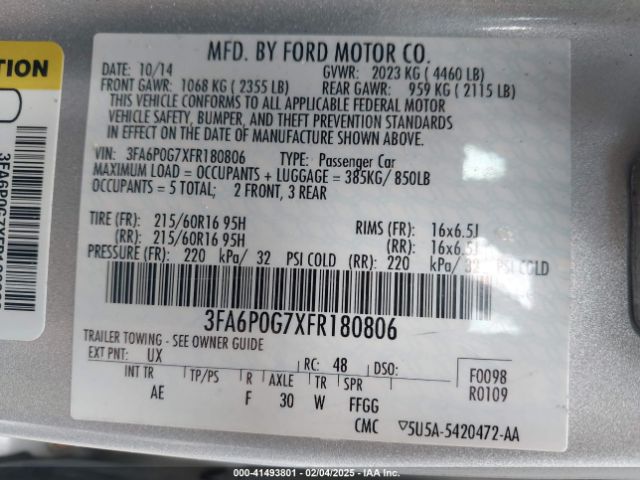 MFD. BY FORD MOTOR CO.
DATE: 10/14 GVWR: 2023 KG ( 4460 LB)
FRONT GAWR: 1068 KG ( 2355 LB) REAR GAWR: 959 KG ( 2115 LB)
THIS VEHICLE CONFORMS TO ALL APPLICABLE FEDERAL MOTOR
VEHICLE SAFETY, BUMPER, AND THEFT PREVENTION STANDARDS
IN EFFECT ON THE DATE OF MANUFACTURE SHOWN ABOVE.
VIN: 3FA6P0G7XFR180806 TYPE: Passenger Car
MAXIMUM LOAD = OCCUPANTS + LUGGAGE = 385KG/ 850LB
OCCUPANTS = 5 TOTAL; 2 FRONT, 3 REAR
TIRE (FR): 215/60R16 95H RIMS (FR): 16x6.5J
(RR): 215/60R16 95H (RR): 16x6.5J
PRESSURE (FR): 220 kPa/ 32 PSI COLD (RR): 220 kPa/ 32 PSI COLD
3FA6P0G7XFR180806
TRAILER TOWING - SEE OWNER GUIDE
EXT PNT: UX RC: 48 DSO: F0098
INT TR TP/PS R AXLE TR SPR R0109
AE F 30 W FFGG
CMC ▽5U5A-5420472-AA
000-41493801 - 02/04/2025 - IAAI.COM